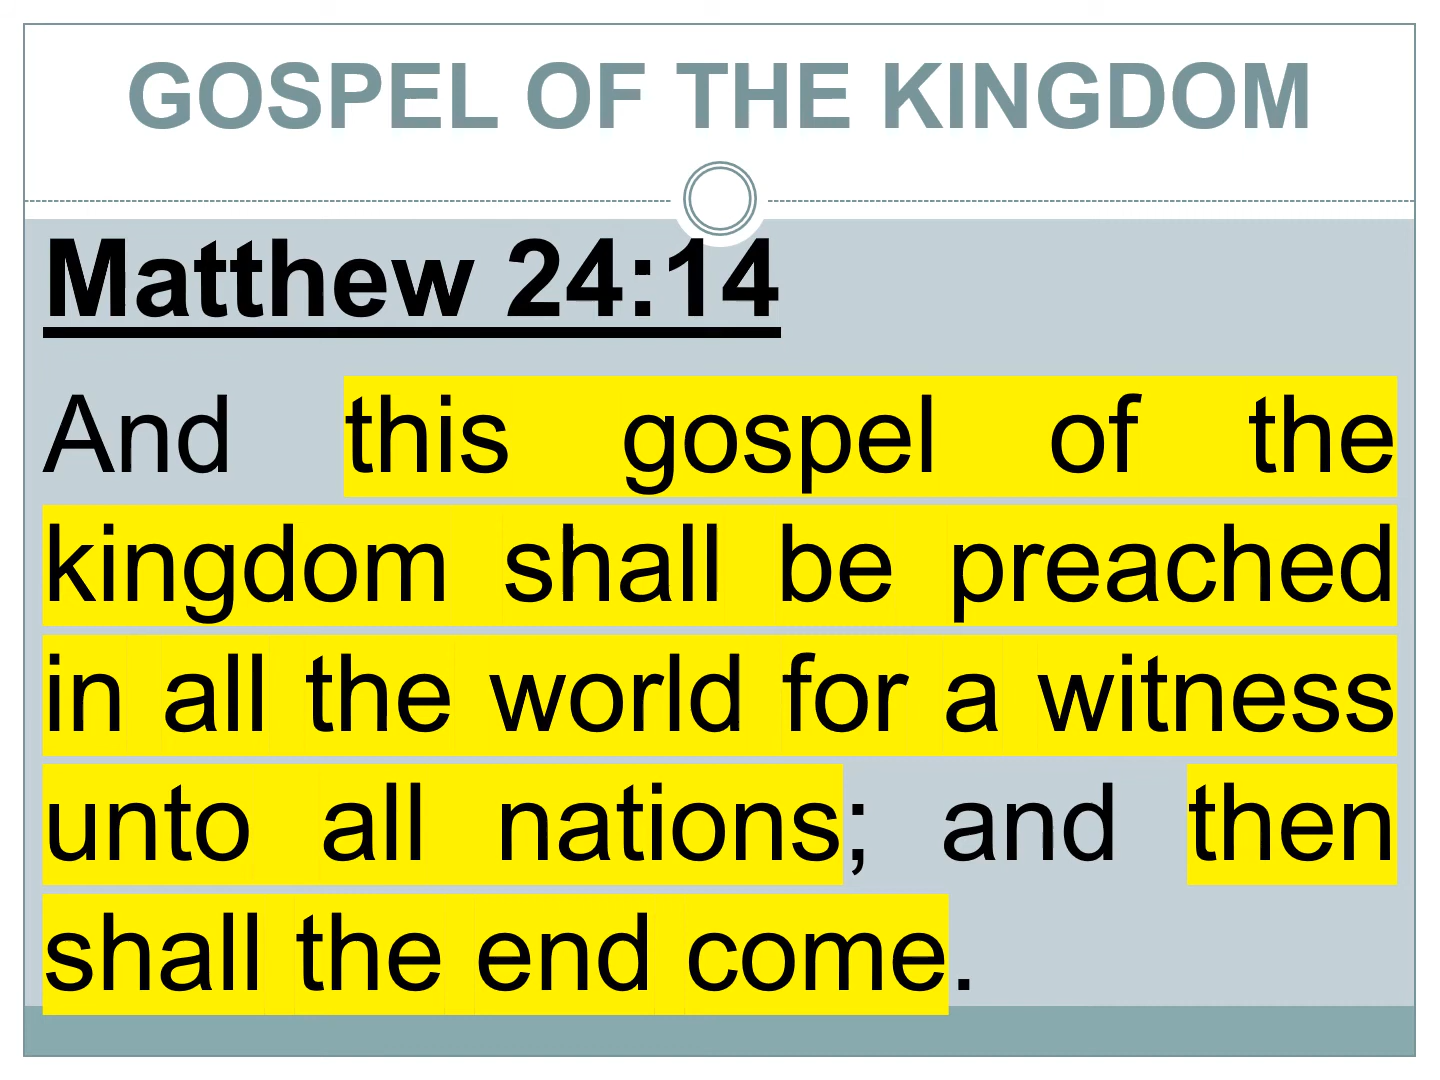 GOSPEL OF THE KINGDOM
Matthew 24:14
And this gospel of the
kingdom shall be preached
in all the world for a witness
unto all nations; and then
shall the end come.